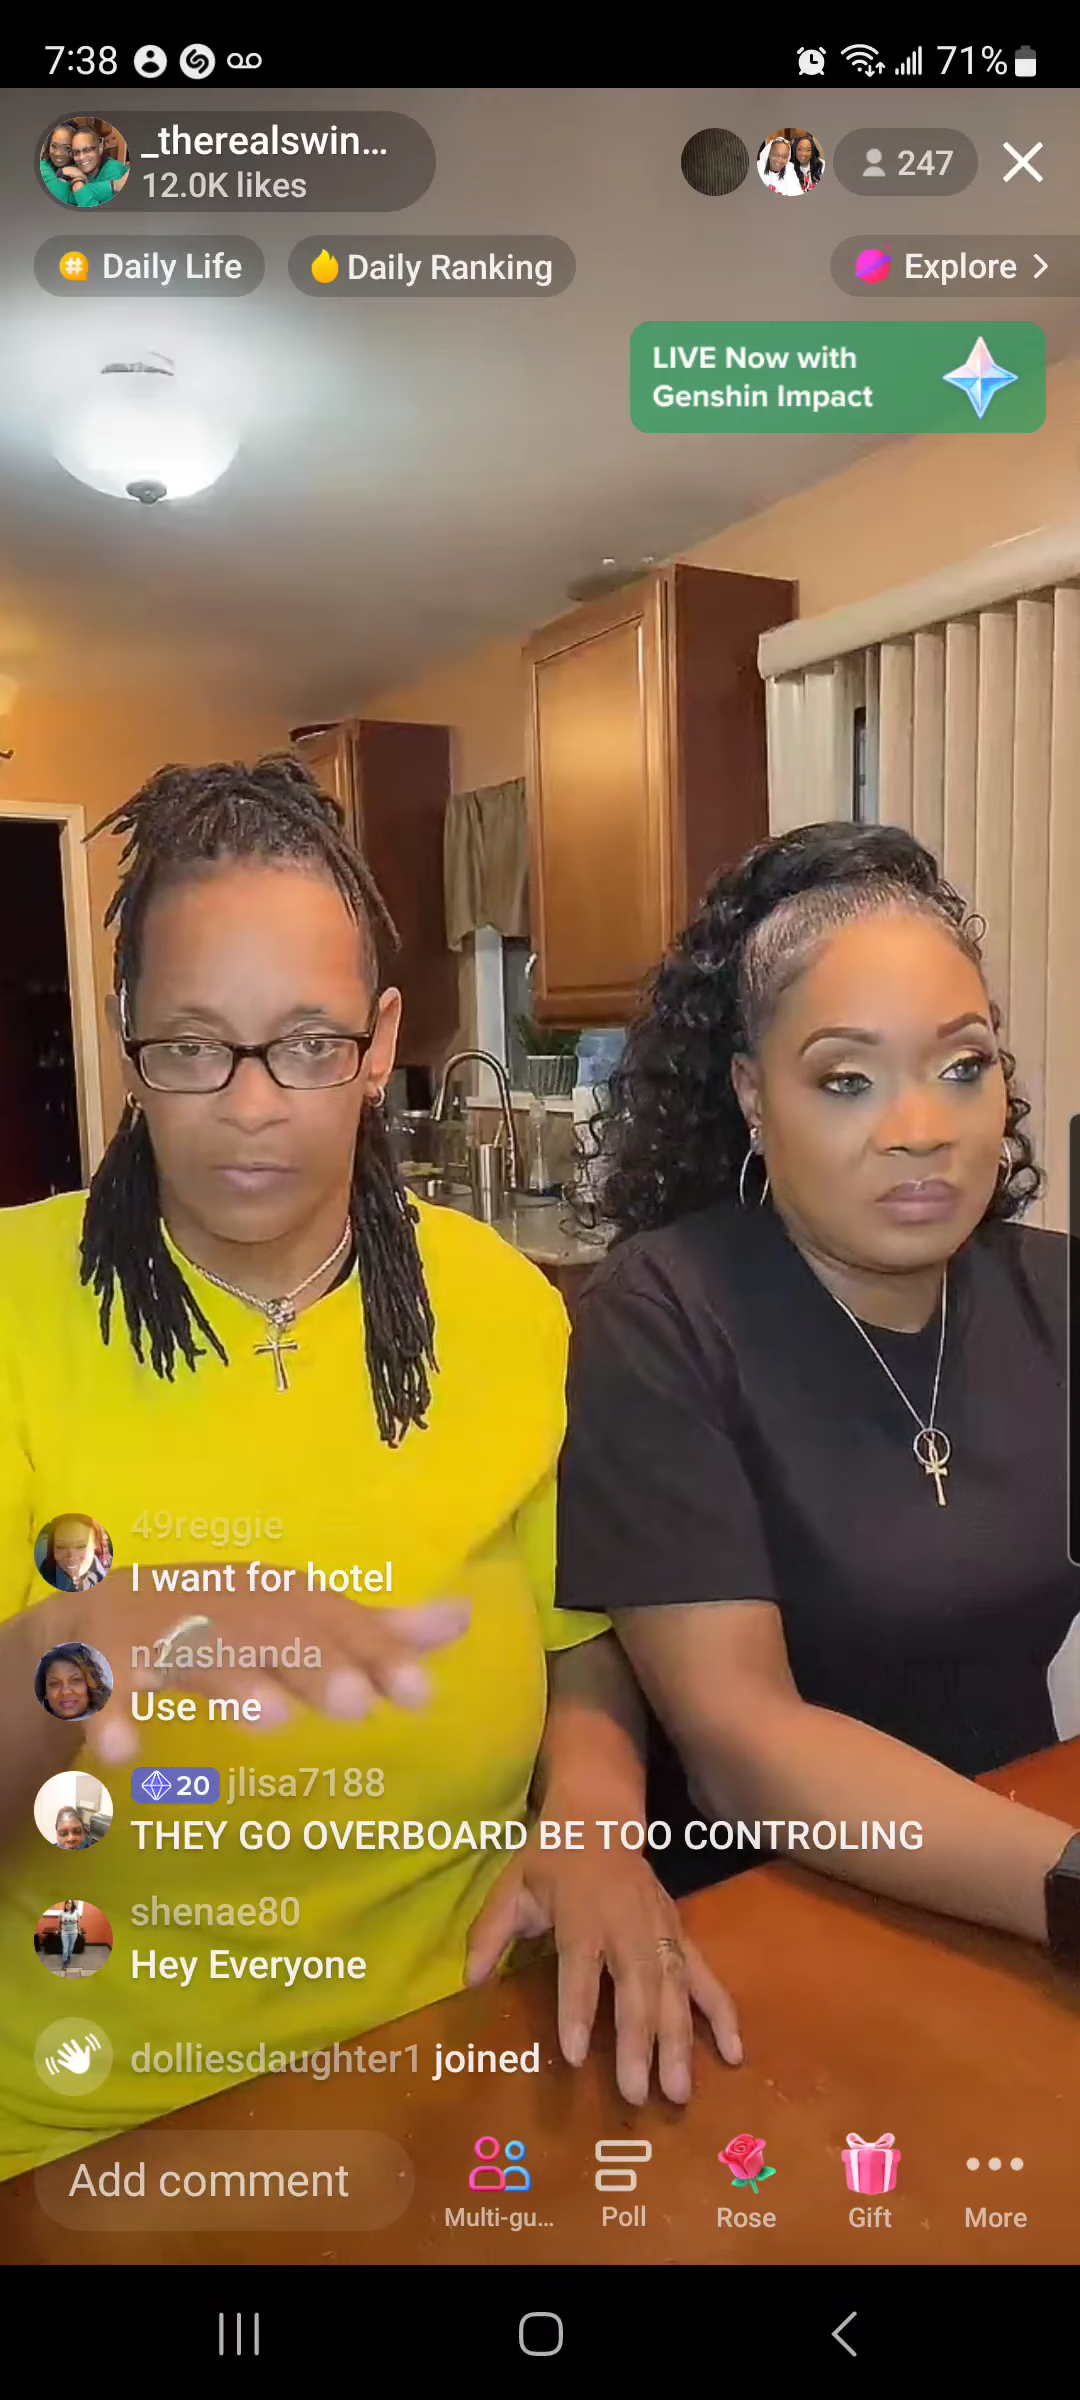 7:38
71%
_therealswin...
12.0K likes
247
Daily Life
Daily Ranking
Explore
LIVE Now with
Genshin Impact
49reggie
I want for hotel
n2ashanda
Use me
20 jlisa7188
THEY GO OVERBOARD BE TOO CONTROLING
shenae80
Hey Everyone
dolliesdaughter1 joined
Add comment
Multi-gu...
Poll
Rose
Gift
More